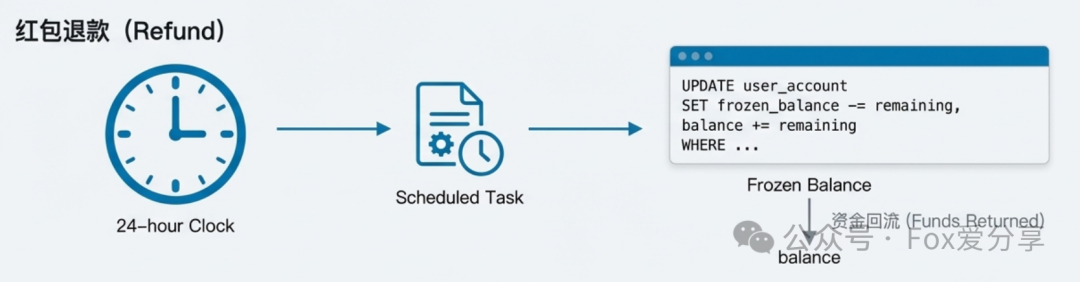 红包退款（Refund）
24-hour Clock
Scheduled Task
UPDATE user_account
SET frozen_balance -= remaining,
balance += remaining
WHERE ...
Frozen Balance
资金回流 (Funds Returned)
公众号 · Fox爱分享
balance